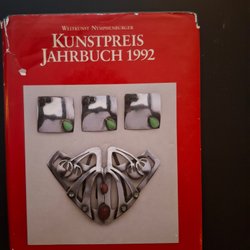 WELTKUNST NYMPHENBURGER
KUNSTPREIS
JAHRBUCH 1992